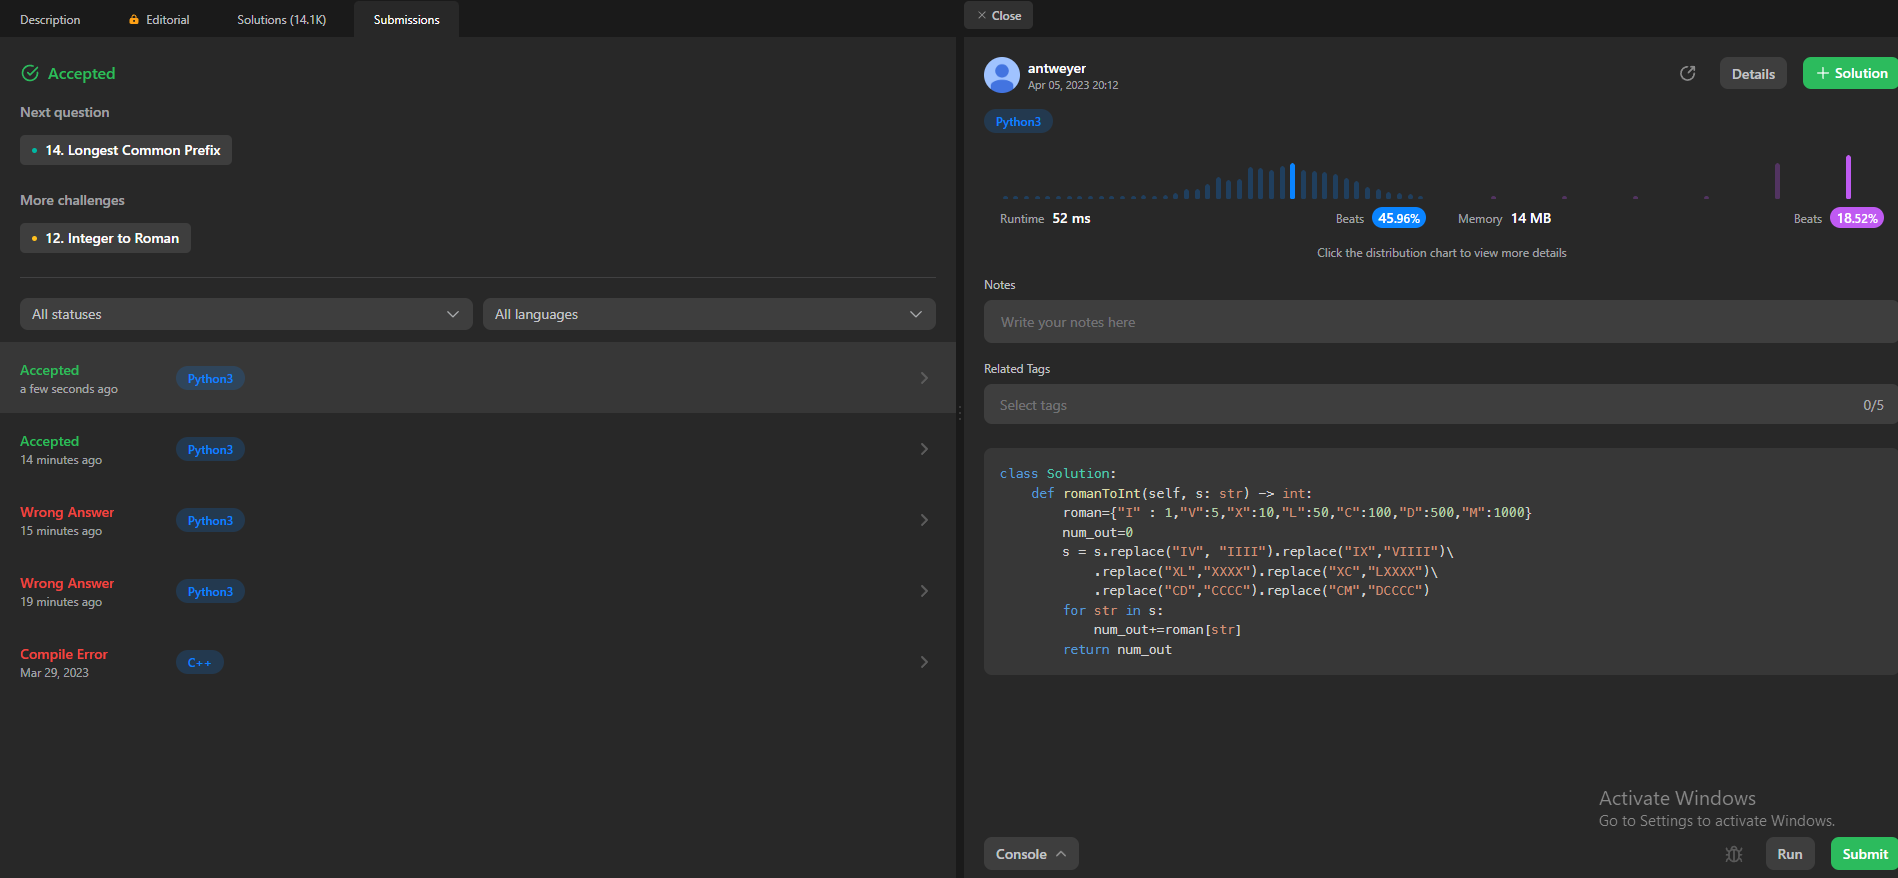 Description
Editorial
Solutions (14.1K)
Submissions
Accepted
Next question
14. Longest Common Prefix
More challenges
12. Integer to Roman
All statuses
All languages
Accepted
a few seconds ago
Python3
Accepted
14 minutes ago
Python3
Wrong Answer
15 minutes ago
Python3
Wrong Answer
19 minutes ago
Python3
Compile Error
Mar 29, 2023
C++
Close
antweyer
Apr 05, 2023 20:12
Details
+ Solution
Python3
Runtime 52 ms
Beats 45.96%
Memory 14 MB
Beats 18.52%
Click the distribution chart to view more details
Notes
Write your notes here
Related Tags
Select tags
0/5
class Solution:
    def romanToInt(self, s: str) -> int:
        roman={"I" : 1,"V":5,"X":10,"L":50,"C":100,"D":500,"M":1000}
        num_out=0
        s = s.replace("IV", "IIII").replace("IX","VIIII")\
            .replace("XL","XXXX").replace("XC","LXXXX")\
            .replace("CD","CCCC").replace("CM","DCCCC")
        for str in s:
            num_out+=roman[str]
        return num_out
Activate Windows
Go to Settings to activate Windows.
Console
Run
Submit